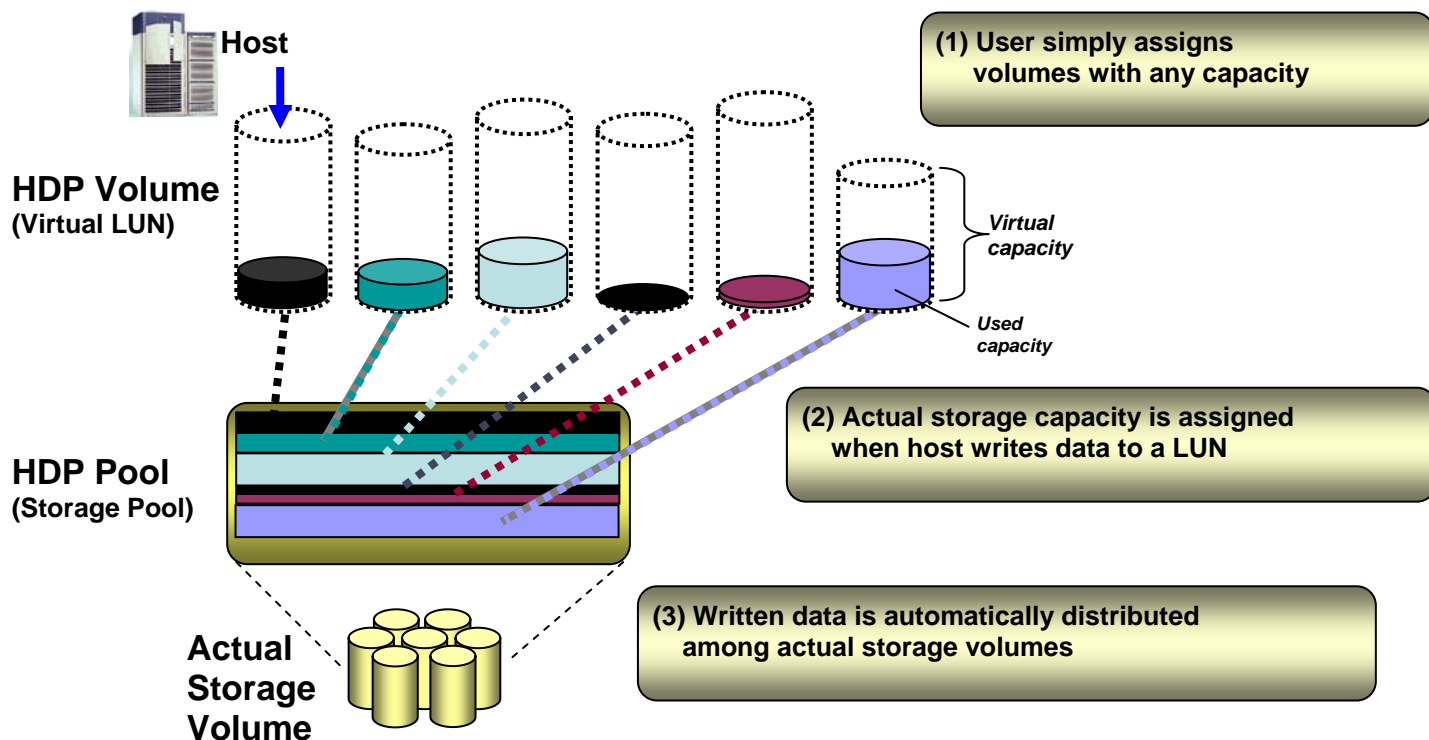 Host
(1) User simply assigns
volumes with any capacity
HDP Volume
(Virtual LUN)
Virtual
capacity
Used
capacity
(2) Actual storage capacity is assigned
when host writes data to a LUN
HDP Pool
(Storage Pool)
(3) Written data is automatically distributed
among actual storage volumes
Actual
Storage
Volume